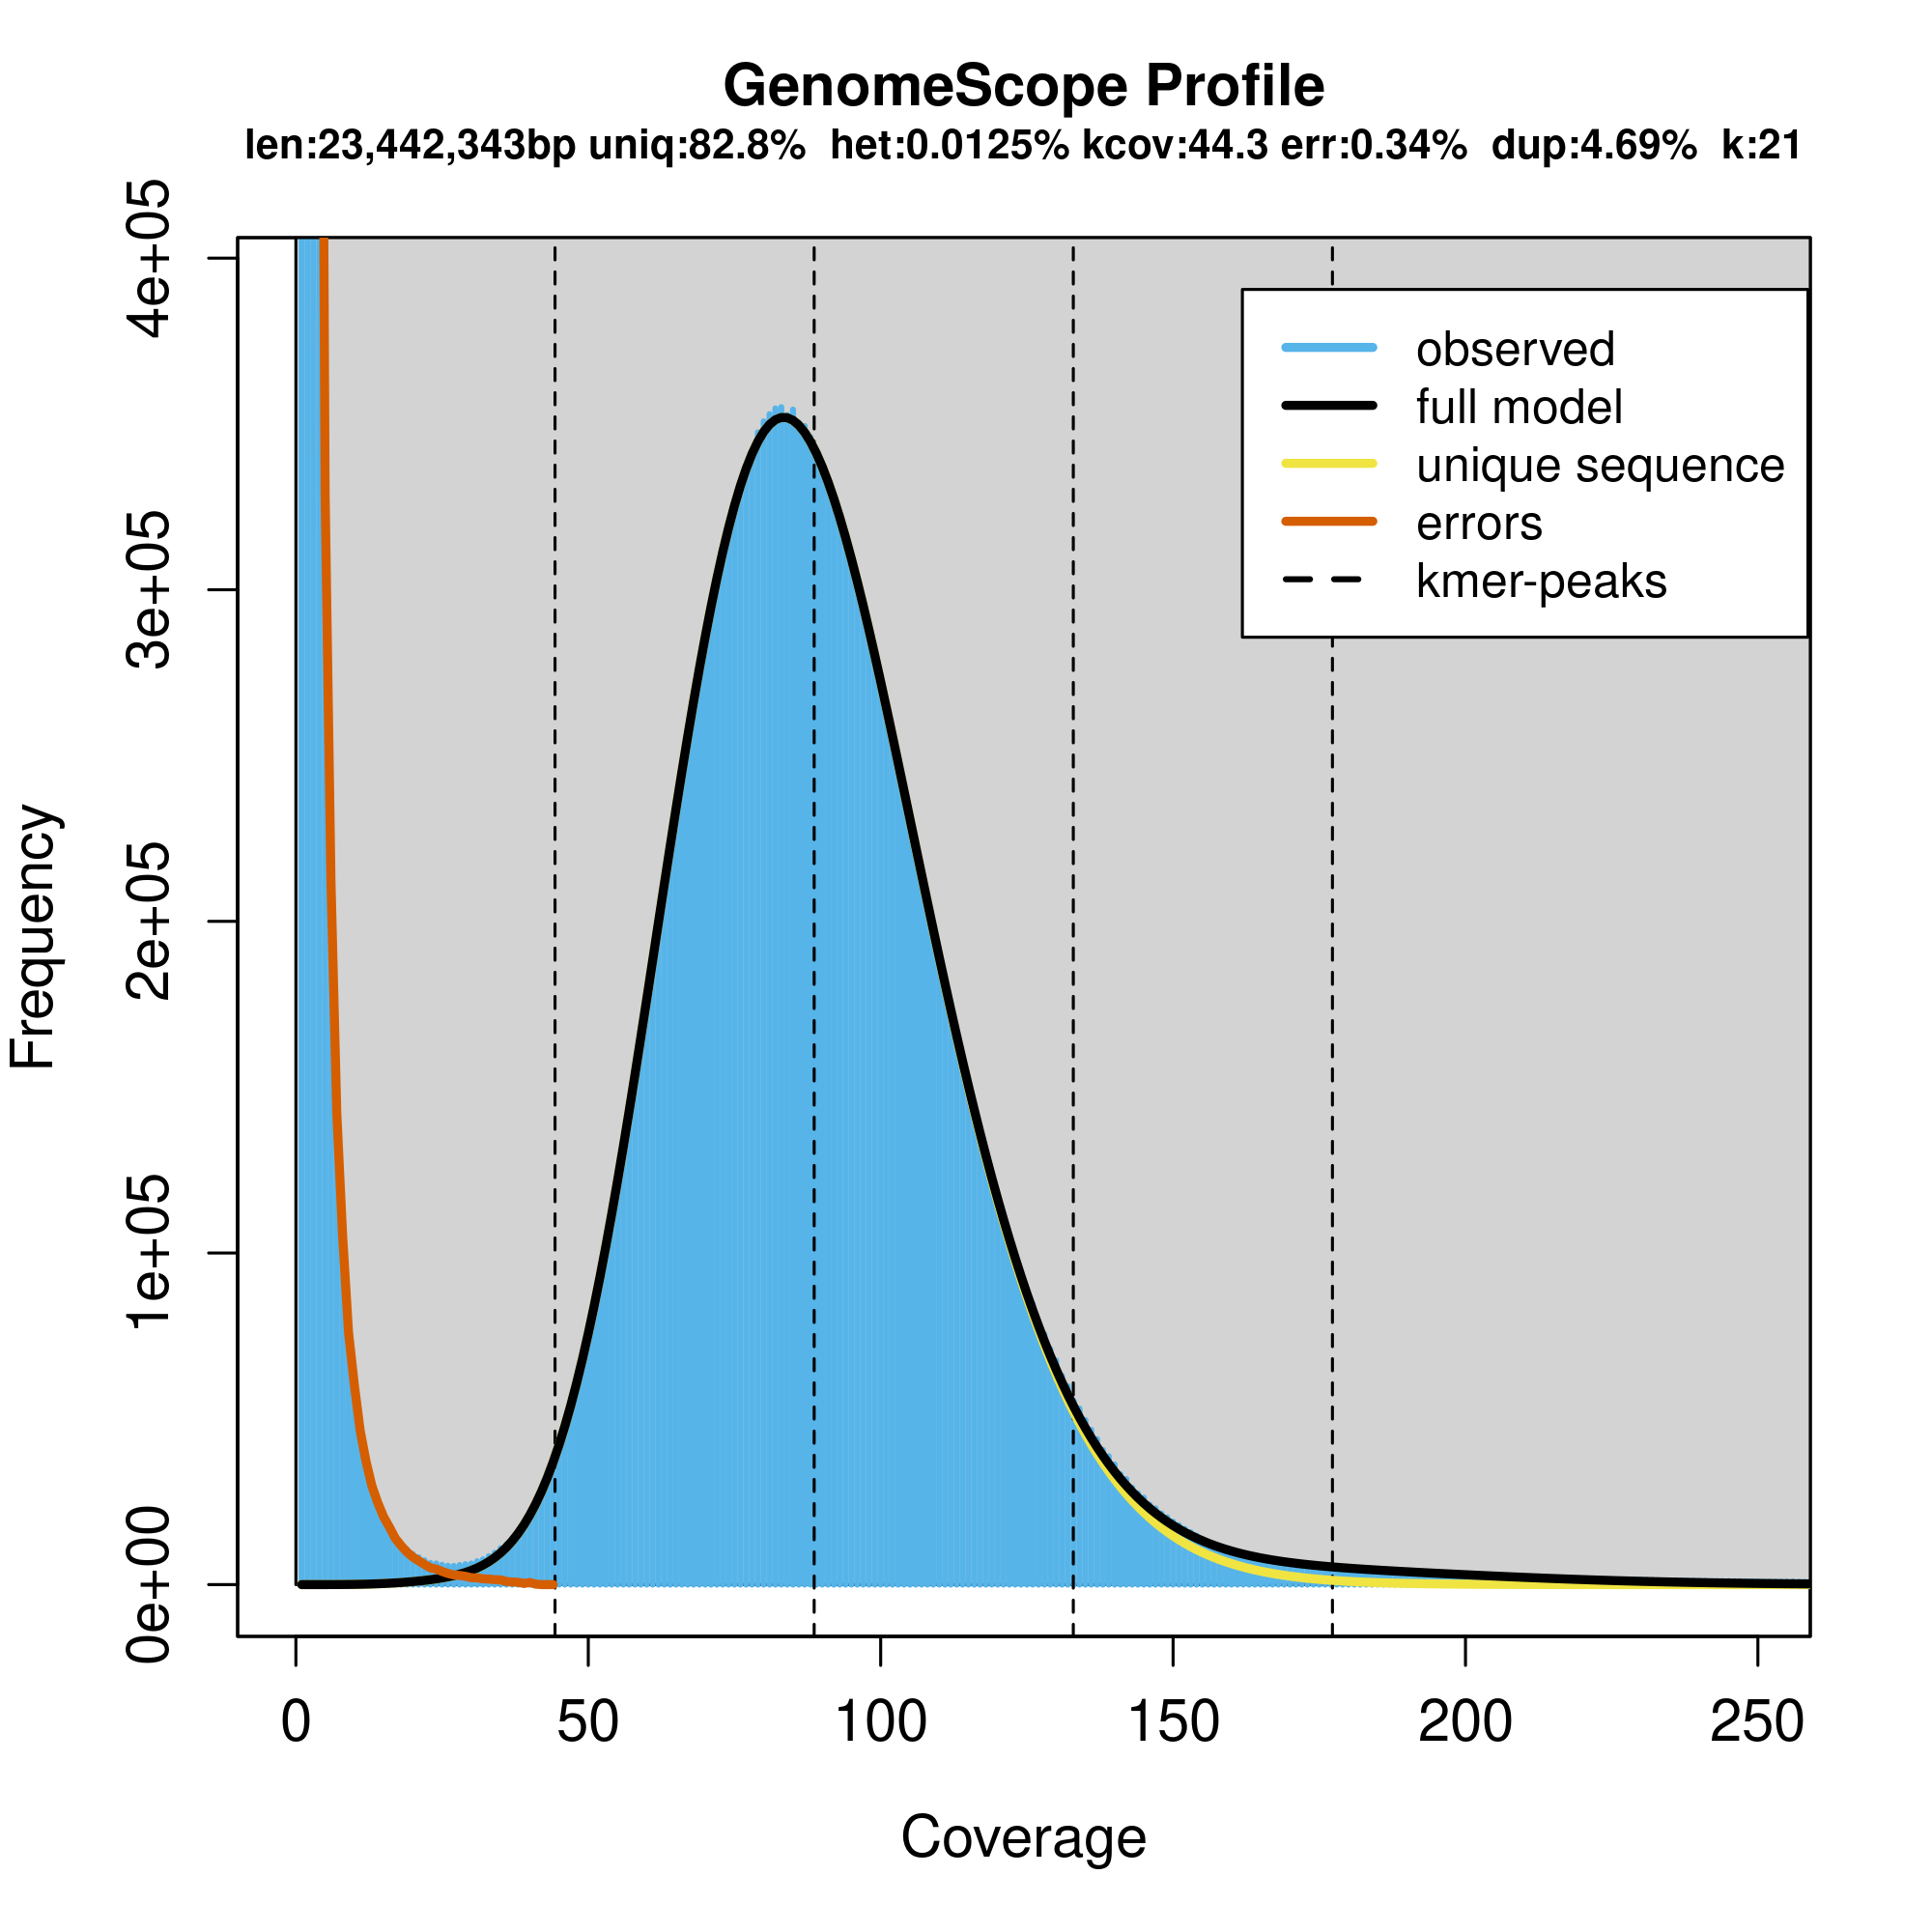 GenomeScope Profile
len:23,442,343bp uniq:82.8% het:0.0125% kcov:44.3 err:0.34% dup:4.69% k:21
4e+05
3e+05
2e+05
1e+05
0e+00
Frequency
observed
full model
unique sequence
errors
kmer-peaks
0 50 100 150 200 250
Coverage